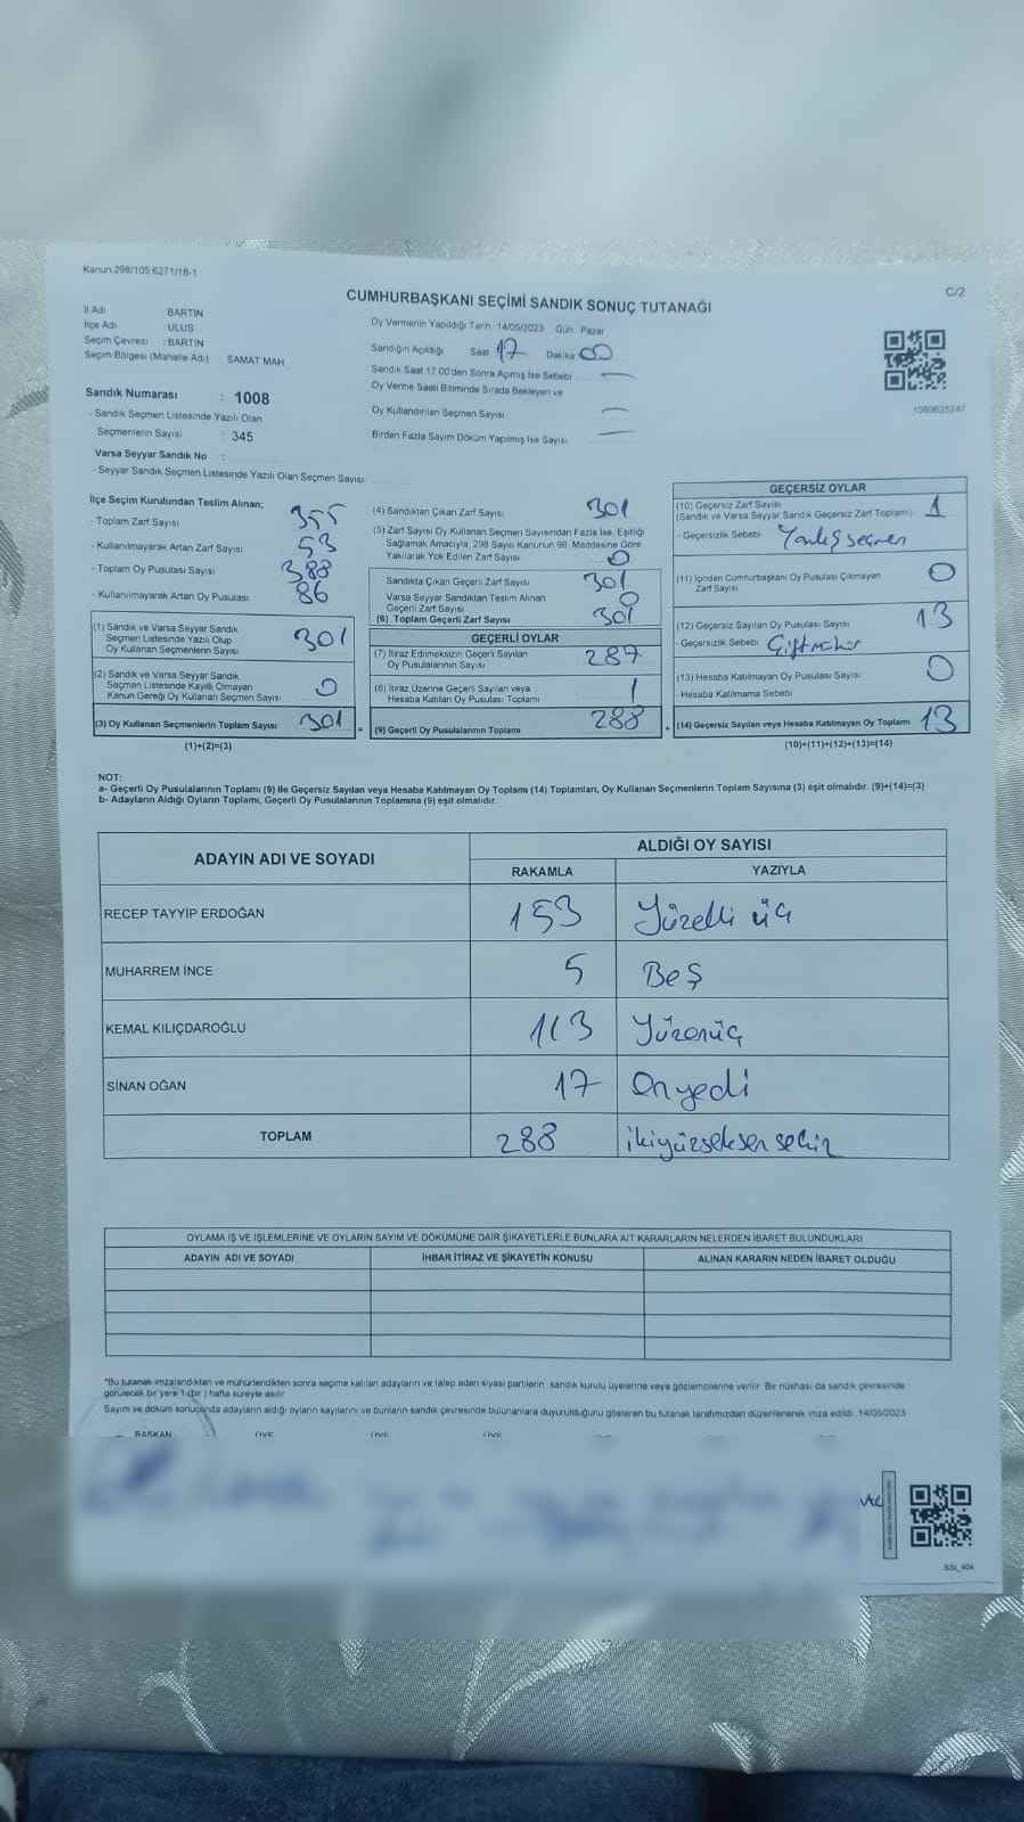 Kanun 298/105 6271/18-1
C/2
CUMHURBAŞKANI SEÇİMİ SANDIK SONUÇ TUTANAĞI
İl Adı BARTIN
İlçe Adı ULUS
Seçim Çevresi : BARTIN
Seçim Bölgesi (Mahalle Adı) SAMAT MAH
Sandık Numarası : 1008
- Sandık Seçmen Listesinde Yazılı Olan
Seçmenlerin Sayısı : 345
Varsa Seyyar Sandık No :
- Seyyar Sandık Seçmen Listesinde Yazılı Olan Seçmen Sayısı
Oy Vermenin Yapıldığı Tarih 14/05/2023 Gün Pazar
Sandığın Açıldığı Saat 17 Dakika 00
Sandık Saat 17.00'den Sonra Açmış İse Sebebi —
Oy Verme Saati Bitiminde Sırada Bekleyen ve
Oy Kullandırılan Seçmen Sayısı —
Birden Fazla Sayım Döküm Yapılmış İse Sayısı —
İlçe Seçim Kurulundan Teslim Alınan;
- Toplam Zarf Sayısı 355
- Kullanılmayarak Artan Zarf Sayısı 53
- Toplam Oy Pusulası Sayısı 388
- Kullanılmayarak Artan Oy Pusulası 86
(1) Sandık ve Varsa Seyyar Sandık
Seçmen Listesinde Yazılı Olup
Oy Kullanan Seçmenlerin Sayısı 301
(2) Sandık ve Varsa Seyyar Sandık
Seçmen Listesinde Kayıtlı Olmayan
Kanun Gereği Oy Kullanan Seçmen Sayısı 0
(3) Oy Kullanan Seçmenlerin Toplam Sayısı 301
(1)+(2)=(3)
(4) Sandıktan Çıkan Zarf Sayısı 301
(5) Zarf Sayısı Oy Kullanan Seçmen Sayısından Fazla İse, Eşitliği
Sağlamak Amacıyla, 298 Sayılı Kanunun 98. Maddesine Göre
Yakılarak Yok Edilen Zarf Sayısı 0
Sandıkta Çıkan Geçerli Zarf Sayısı 301
Varsa Seyyar Sandıktan Teslim Alınan
Geçerli Zarf Sayısı 0
(6) Toplam Geçerli Zarf Sayısı 301
GEÇERLİ OYLAR
(7) İtiraz Edilmeksizin Geçerli Sayılan
Oy Pusulalarının Sayısı 287
(8) İtiraz Üzerine Geçerli Sayılan veya
Hesaba Katılan Oy Pusulası Toplamı 1
= (9) Geçerli Oy Pusulalarının Toplamı 288
GEÇERSİZ OYLAR
(10) Geçersiz Zarf Sayısı
(Sandık ve Varsa Seyyar Sandık Geçersiz Zarf Toplamı) 1
- Geçersizlik Sebebi Yanlış seçmen
(11) İçinden Cumhurbaşkanı Oy Pusulası Çıkmayan
Zarf Sayısı 0
(12) Geçersiz Sayılan Oy Pusulası Sayısı 13
- Geçersizlik Sebebi Çift mühür
(13) Hesaba Katılmayan Oy Pusulası Sayısı 0
Hesaba Katılmama Sebebi
+ (14) Geçersiz Sayılan veya Hesaba Katılmayan Oy Toplamı 13
(10)+(11)+(12)+(13)=(14)
NOT:
a- Geçerli Oy Pusulalarının Toplamı (9) ile Geçersiz Sayılan veya Hesaba Katılmayan Oy Toplamı (14) Toplamları, Oy Kullanan Seçmenlerin Toplam Sayısına (3) eşit olmalıdır. (9)+(14)=(3)
b- Adayların Aldığı Oyların Toplamı, Geçerli Oy Pusulalarının Toplamına (9) eşit olmalıdır.
ADAYIN ADI VE SOYADI ALDIĞI OY SAYISI
RAKAMLA YAZIYLA
RECEP TAYYİP ERDOĞAN 153 Yüzelli üç
MUHARREM İNCE 5 Beş
KEMAL KILIÇDAROĞLU 113 Yüzonüç
SİNAN OĞAN 17 Onyedi
TOPLAM 288 ikiyüzseksen sekiz
OYLAMA İŞ VE İŞLEMLERİNE VE OYLARIN SAYIM VE DÖKÜMÜNE DAİR ŞİKAYETLERLE BUNLARA AİT KARARLARIN NELERDEN İBARET BULUNDUKLARI
ADAYIN ADI VE SOYADI İHBAR İTİRAZ VE ŞİKAYETİN KONUSU ALINAN KARARIN NEDEN İBARET OLDUĞU
*Bu tutanak imzalandıktan ve mühürlendikten sonra seçime katılan adayların ve talep eden siyasi partilerin sandık kurulu üyelerine veya gözlemcilerine verilir. Bir nüshası da sandık çevresinde
görülecek bir yere 1 (bir) hafta süreyle asılır
Sayım ve döküm sonucunda adayların aldığı oyların sayılarını ve bunların sandık çevresinde bulunanlara duyurulduğunu gösteren bu tutanak tarafımızdan düzenlenerek imza edildi. 14/05/2023
BAŞKAN